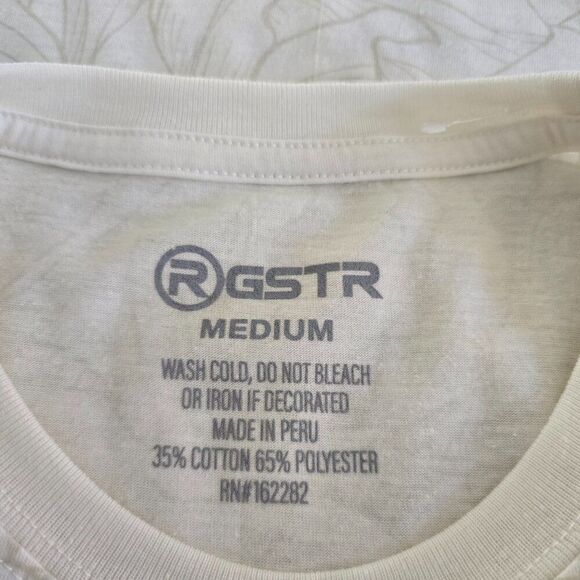 RGSTR
MEDIUM
WASH COLD, DO NOT BLEACH
OR IRON IF DECORATED
MADE IN PERU
35% COTTON 65% POLYESTER
RN#162282